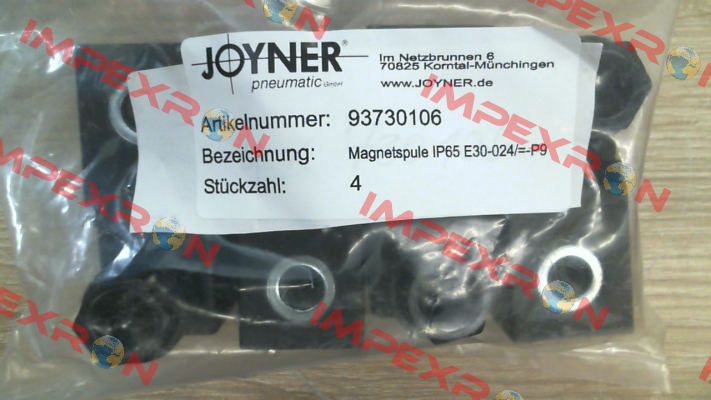 JOYNER®
pneumatic GmbH
Im Netzbrunnen 6
70825 Korntal-Münchingen
www.JOYNER.de
Artikelnummer: 93730106
Bezeichnung: Magnetspule IP65 E30-024/=-P9
Stückzahl: 4
IMPEXRON
IMPEXRON
IMPEXRON
IMPEXRON
IMPEXRON
IMPEXRON
IMPEXRON